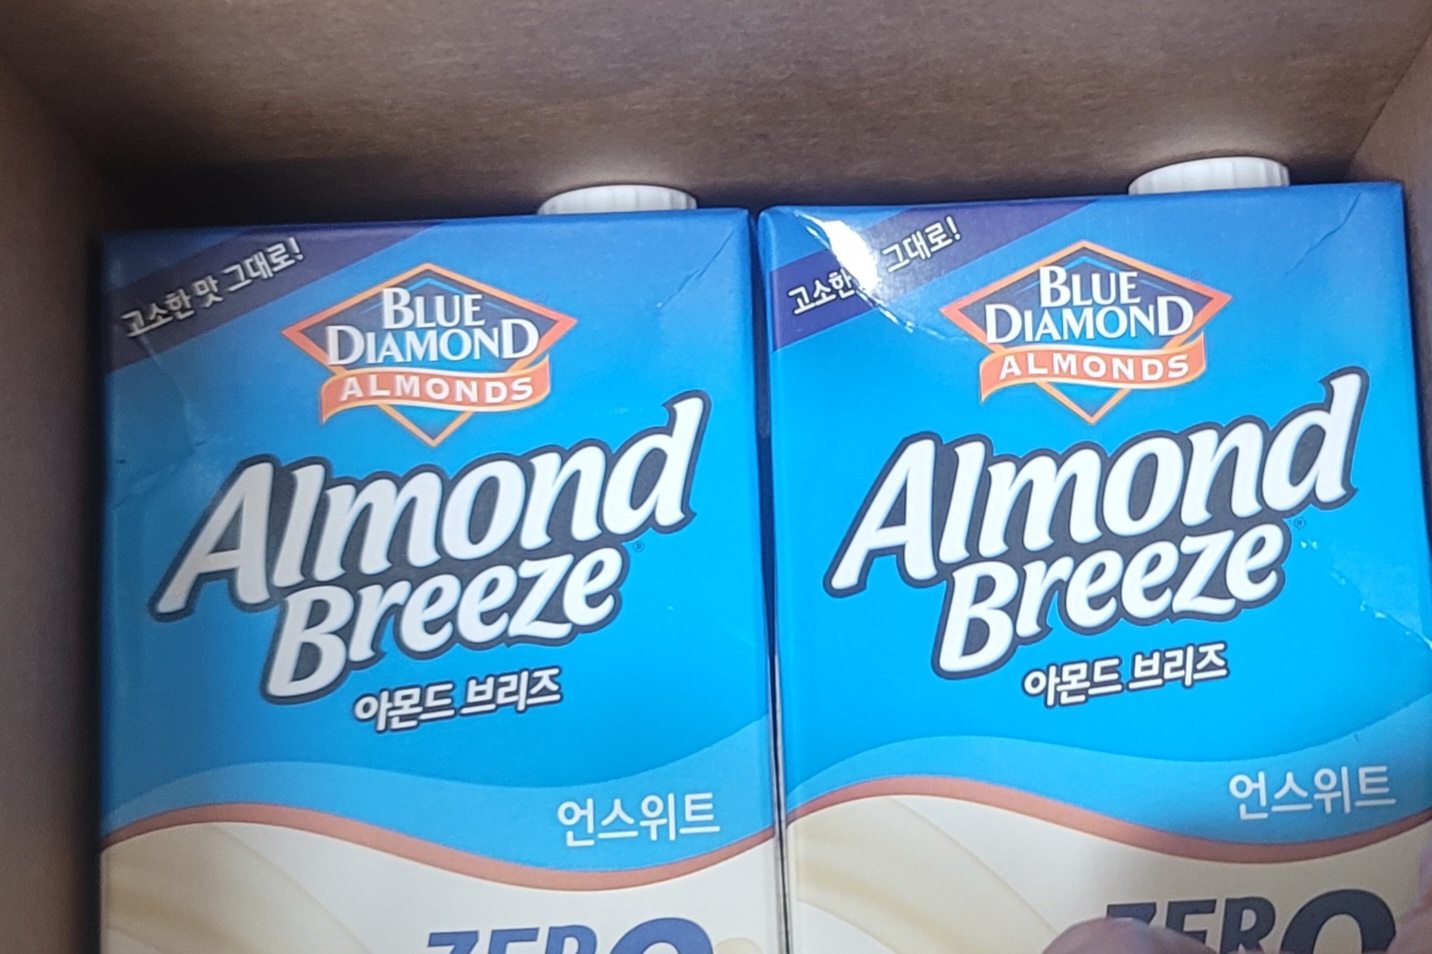 고소한 맛 그대로!
BLUE
DIAMOND
ALMONDS
Almond
Breeze
아몬드 브리즈
언스위트
ZERO
고소한 그대로!
BLUE
DIAMOND
ALMONDS
Almond
Breeze
아몬드 브리즈
언스위트
ZERO